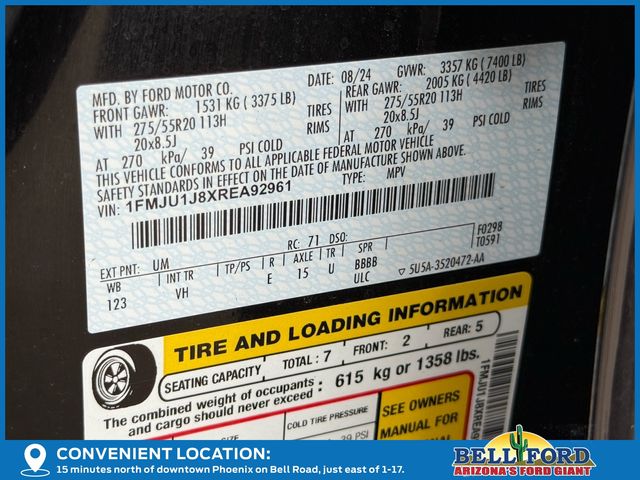 MFD. BY FORD MOTOR CO.
DATE: 08/24 GVWR: 3357 KG (7400 LB)
FRONT GAWR: 1531 KG (3375 LB)
REAR GAWR: 2005 KG (4420 LB)
WITH 275/55R20 113H TIRES
WITH 275/55R20 113H TIRES
20x8.5J RIMS
20x8.5J RIMS
AT 270 kPa/ 39 PSI COLD
AT 270 kPa/ 39 PSI COLD
THIS VEHICLE CONFORMS TO ALL APPLICABLE FEDERAL MOTOR VEHICLE
SAFETY STANDARDS IN EFFECT ON THE DATE OF MANUFACTURE SHOWN ABOVE.
VIN: 1FMJU1J8XREA92961
TYPE: MPV
F0298
T0591
EXT PNT: UM RC: 71 DSO:
WB INT TR TP/PS R AXLE TR SPR
123 VH E 15 U BBBB
ULC
5U5A-3520472-AA
TIRE AND LOADING INFORMATION
SEATING CAPACITY TOTAL: 7 FRONT: 2 REAR: 5
The combined weight of occupants
and cargo should never exceed : 615 kg or 1358 lbs.
COLD TIRE PRESSURE
SEE OWNERS
MANUAL FOR
CONVENIENT LOCATION:
15 minutes north of downtown Phoenix on Bell Road, just east of 1-17.
BELL FORD
ARIZONA'S FORD GIANT